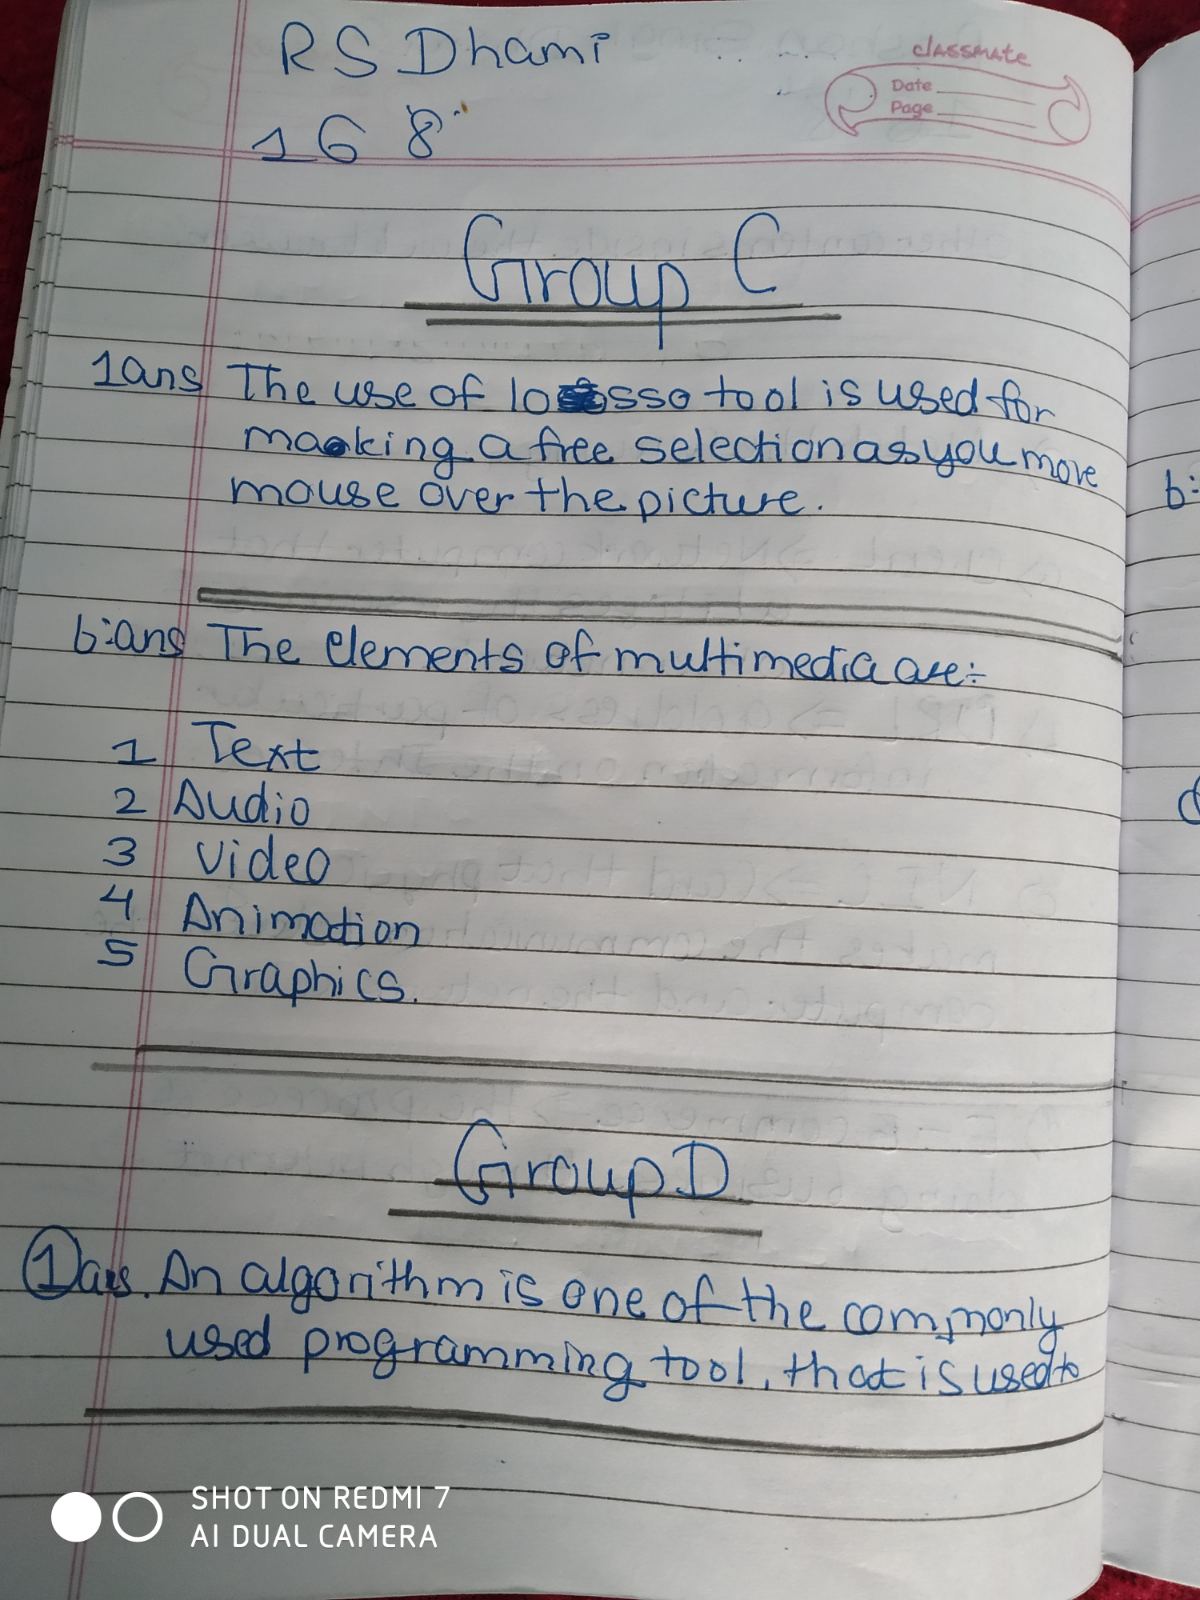 RS Dhami
168
classmate
Date
Page
Group C
1ans The use of losso tool is used for
making a free selection as you move
mouse over the picture.
b:ans The elements of multimedia are:-
1 Text
2 Audio
3 Video
4 Animation
5 Graphics.
Group D
1 ans. An algorithm is one of the commonly
used programming tool, that is used to
b:
SHOT ON REDMI 7
AI DUAL CAMERA